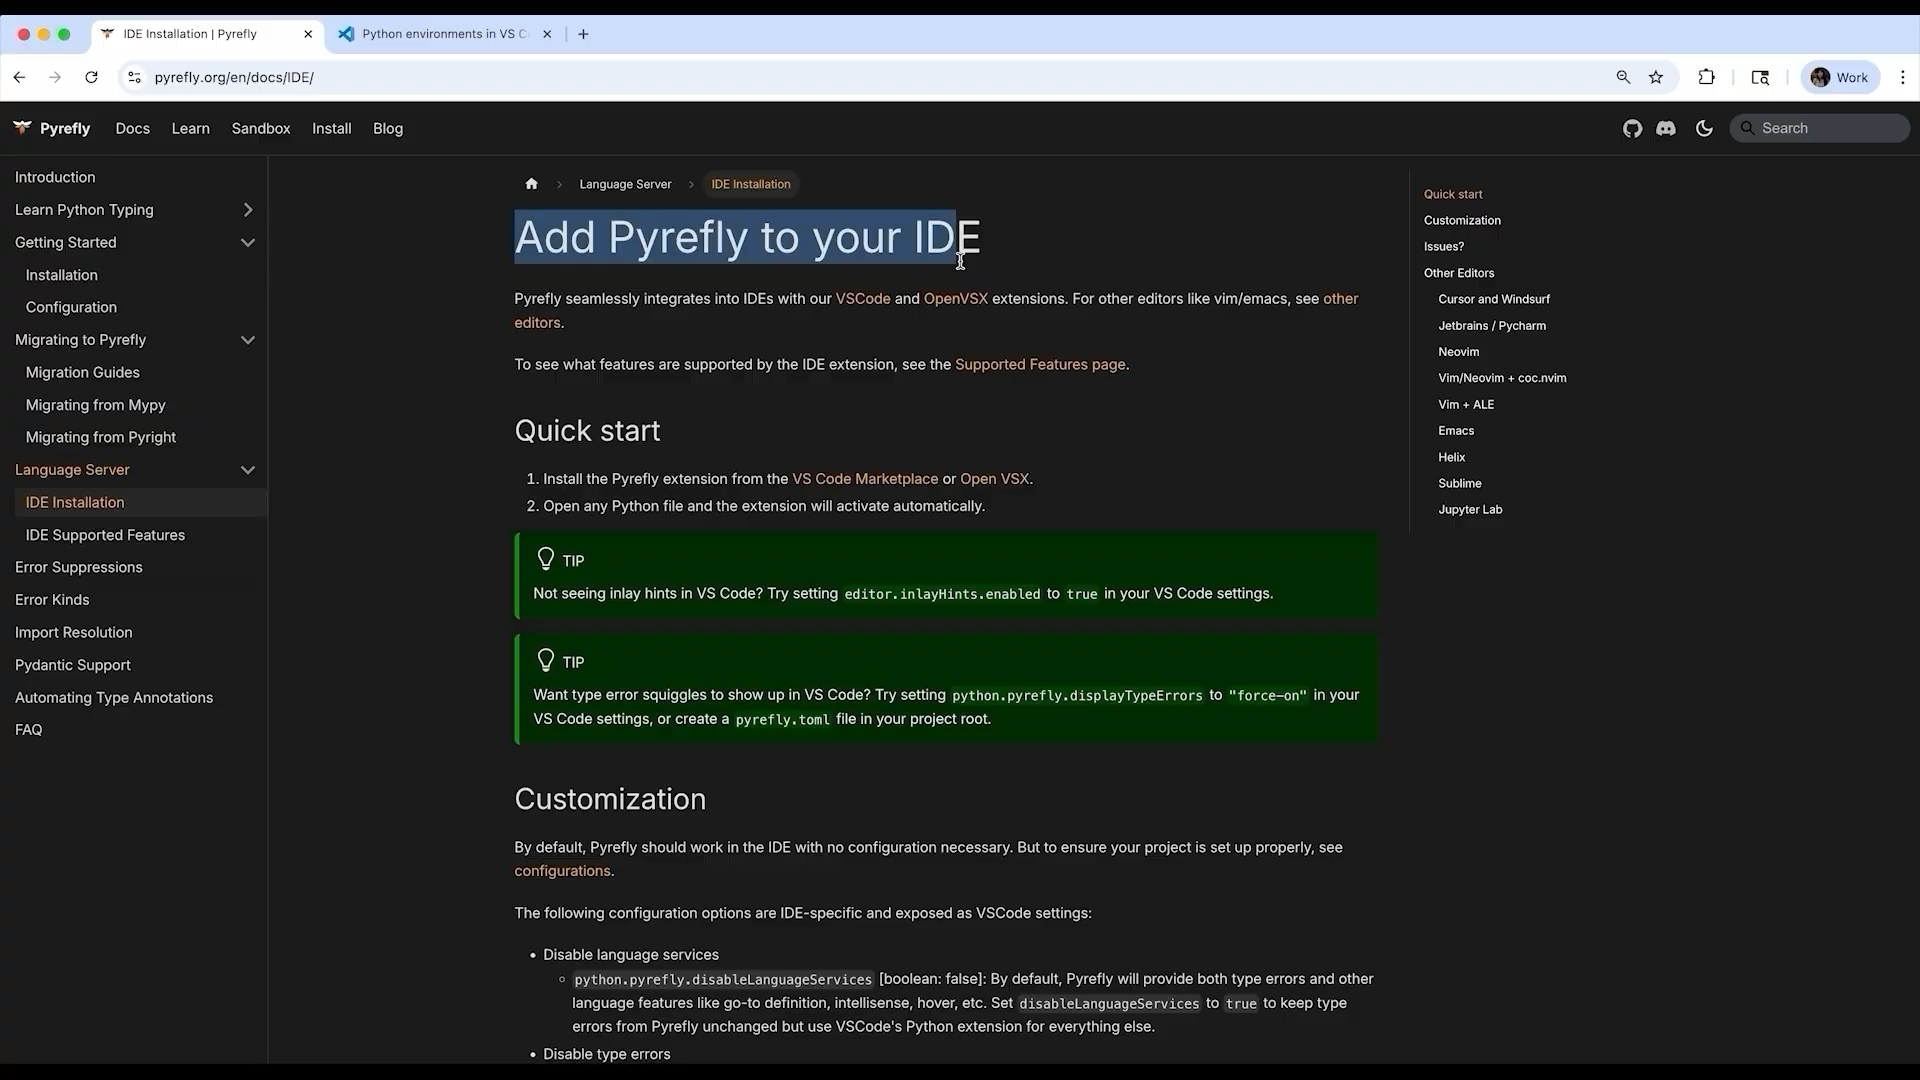 IDE Installation | Pyrefly
Python environments in VS C
pyrefly.org/en/docs/IDE/
Work
Pyrefly
Docs
Learn
Sandbox
Install
Blog
Search
Introduction
Learn Python Typing
Getting Started
Installation
Configuration
Migrating to Pyrefly
Migration Guides
Migrating from Mypy
Migrating from Pyright
Language Server
IDE Installation
IDE Supported Features
Error Suppressions
Error Kinds
Import Resolution
Pydantic Support
Automating Type Annotations
FAQ
Language Server
IDE Installation
Add Pyrefly to your IDE
Pyrefly seamlessly integrates into IDEs with our VSCode and OpenVSX extensions. For other editors like vim/emacs, see other
editors.
To see what features are supported by the IDE extension, see the Supported Features page.
Quick start
1. Install the Pyrefly extension from the VS Code Marketplace or Open VSX.
2. Open any Python file and the extension will activate automatically.
TIP
Not seeing inlay hints in VS Code? Try setting editor.inlayHints.enabled to true in your VS Code settings.
TIP
Want type error squiggles to show up in VS Code? Try setting python.pyrefly.displayTypeErrors to "force-on" in your
VS Code settings, or create a pyrefly.toml file in your project root.
Customization
By default, Pyrefly should work in the IDE with no configuration necessary. But to ensure your project is set up properly, see
configurations.
The following configuration options are IDE-specific and exposed as VSCode settings:
• Disable language services
◦ python.pyrefly.disableLanguageServices [boolean: false]: By default, Pyrefly will provide both type errors and other
language features like go-to definition, intellisense, hover, etc. Set disableLanguageServices to true to keep type
errors from Pyrefly unchanged but use VSCode's Python extension for everything else.
• Disable type errors
Quick start
Customization
Issues?
Other Editors
Cursor and Windsurf
Jetbrains / Pycharm
Neovim
Vim/Neovim + coc.nvim
Vim + ALE
Emacs
Helix
Sublime
Jupyter Lab